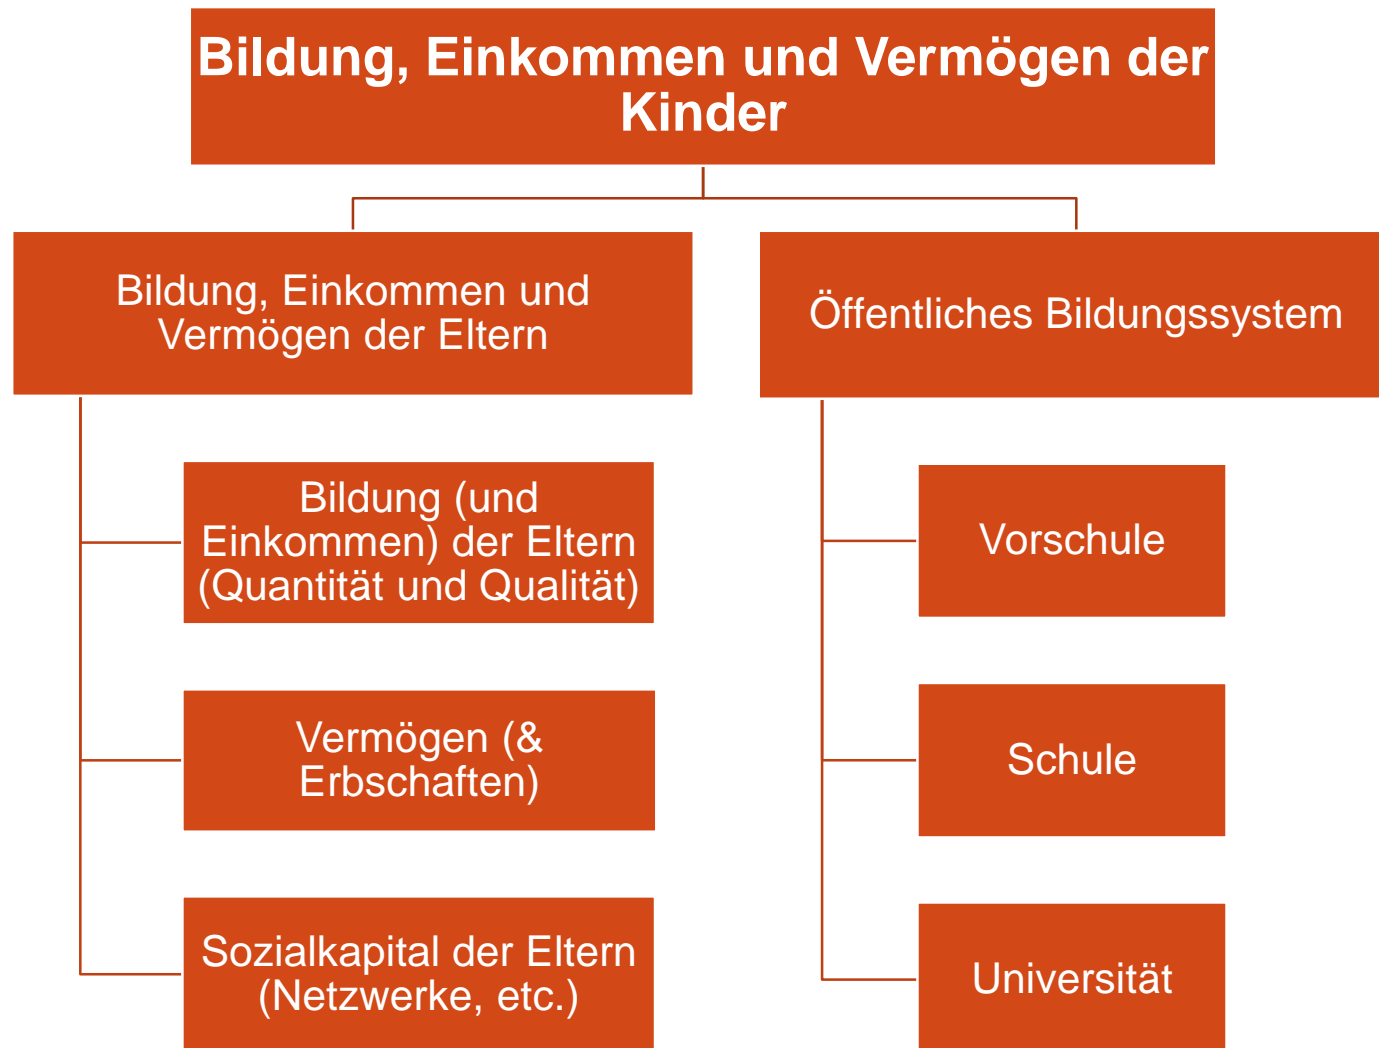 Bildung, Einkommen und Vermögen der
Kinder
Bildung, Einkommen und
Vermögen der Eltern
Bildung (und
Einkommen) der Eltern
(Quantität und Qualität)
Vermögen (&
Erbschaften)
Sozialkapital der Eltern
(Netzwerke, etc.)
Öffentliches Bildungssystem
Vorschule
Schule
Universität